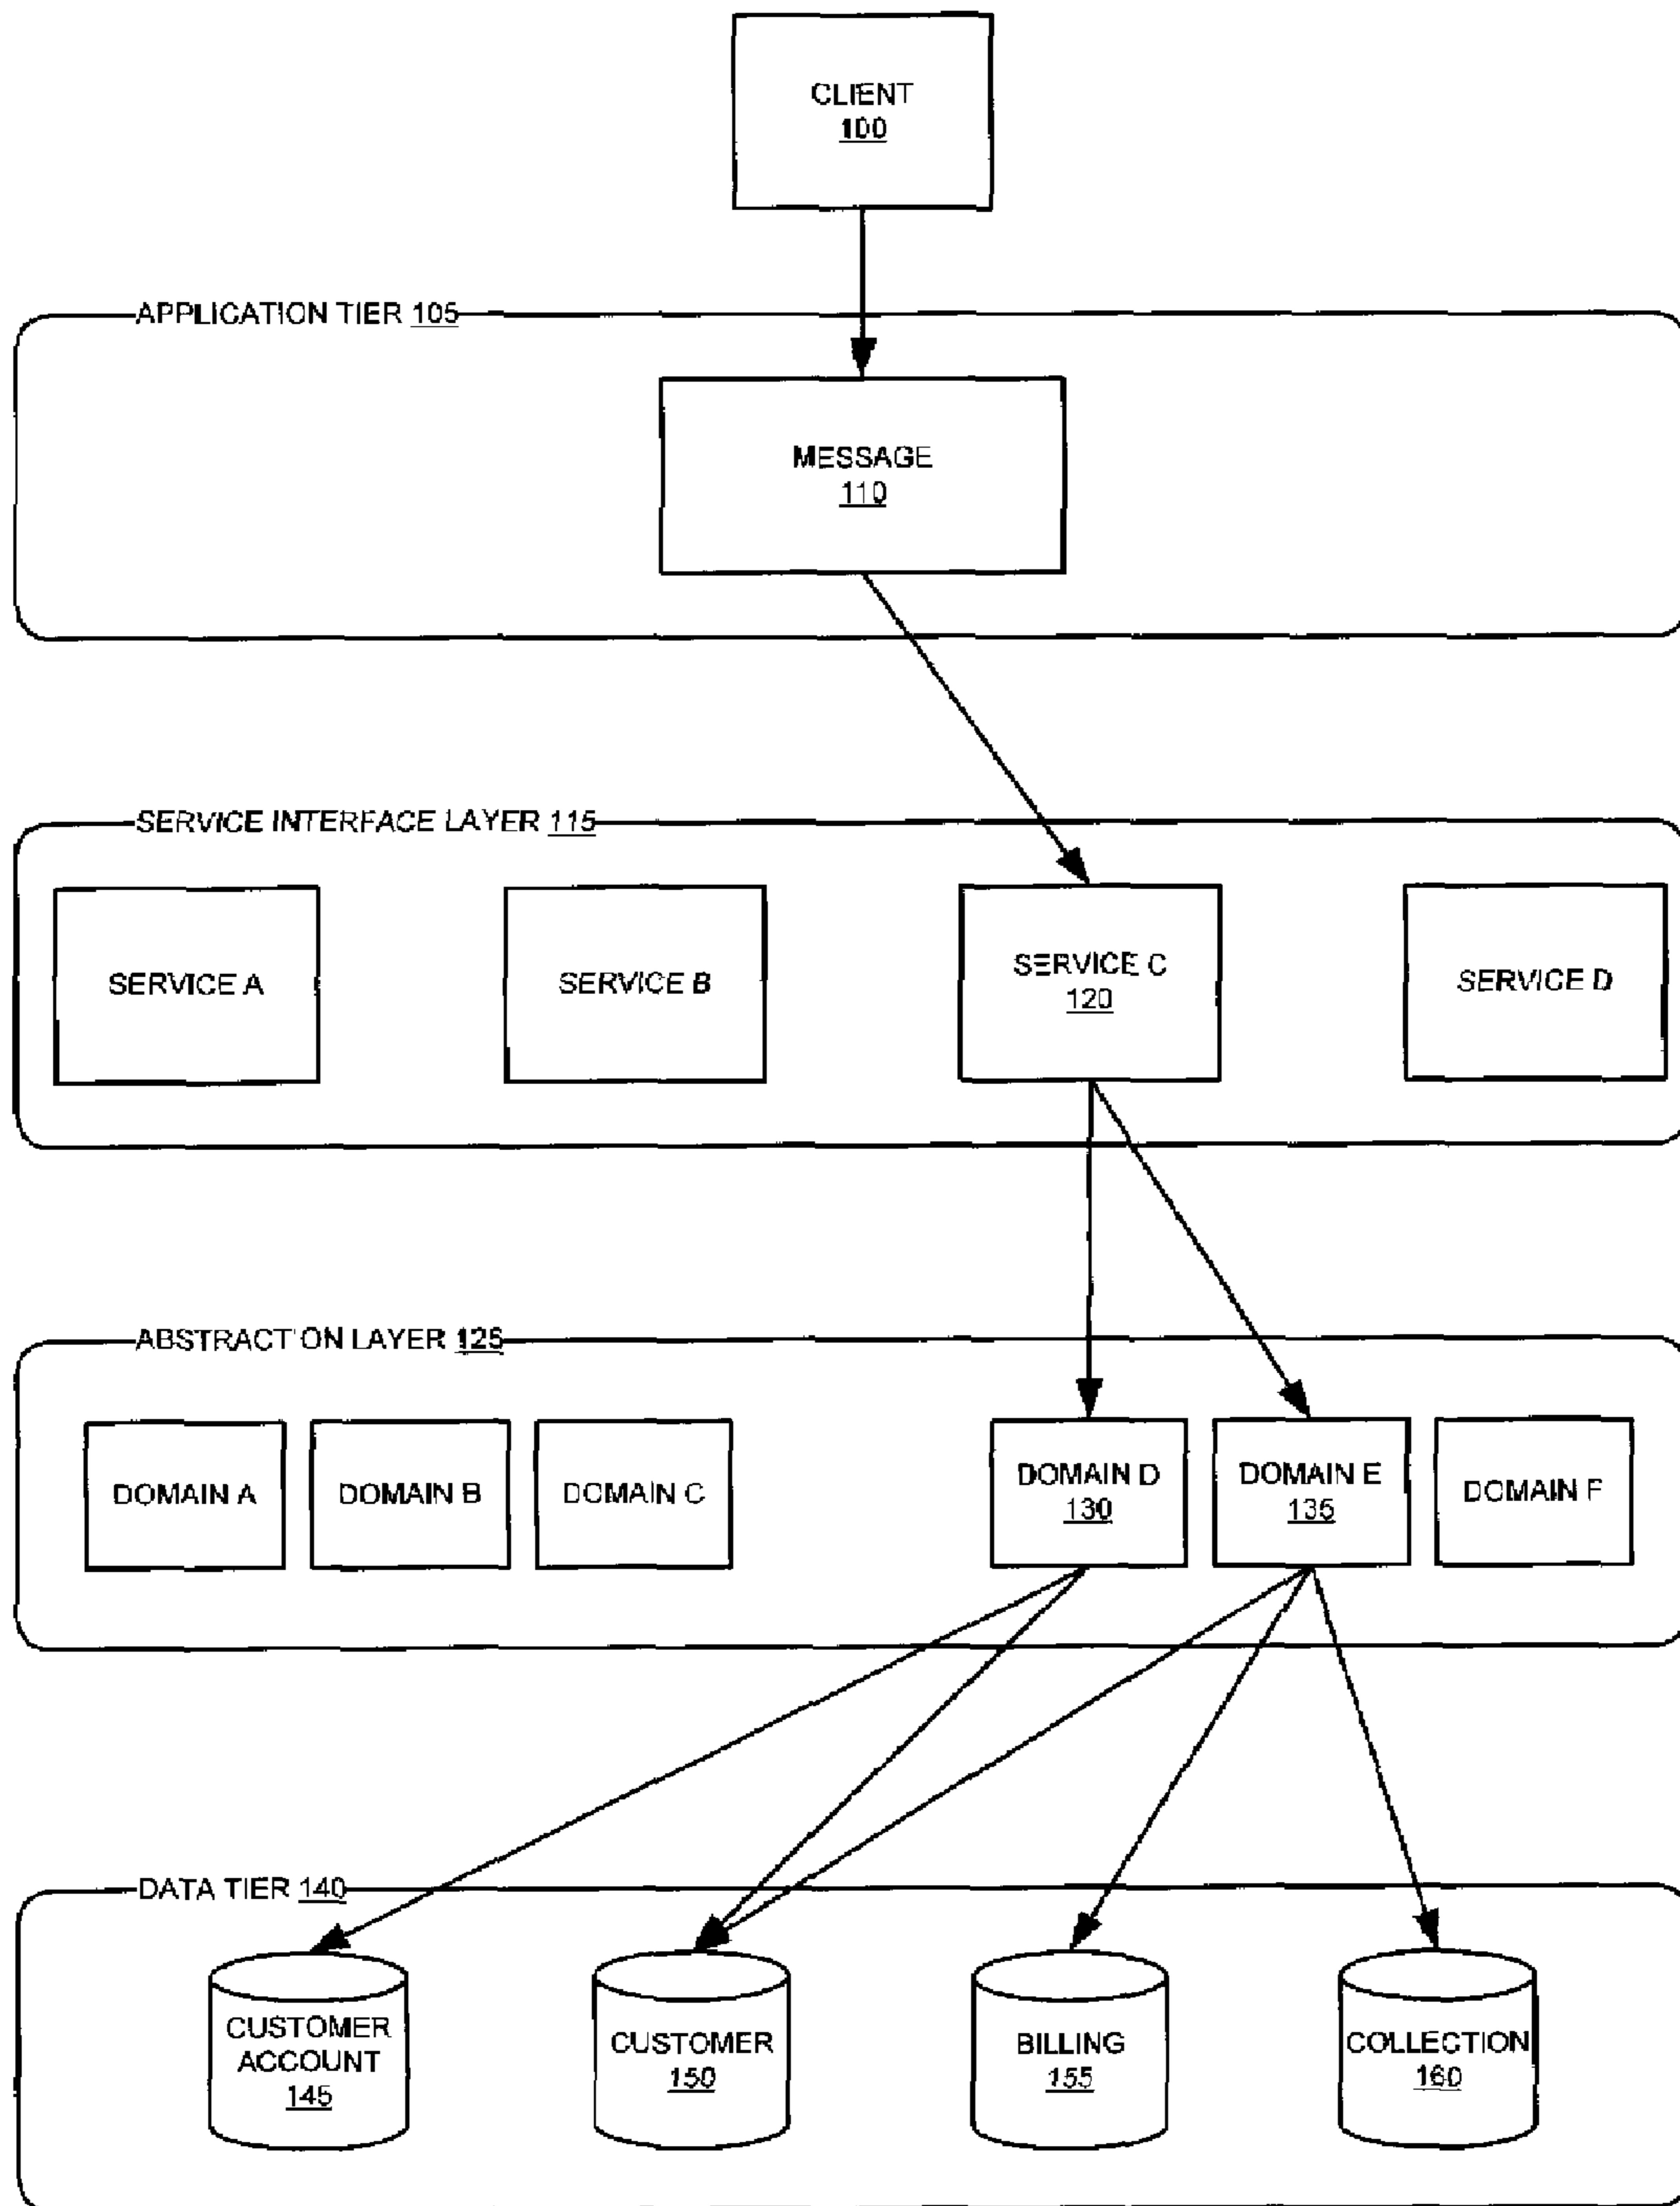 CLIENT
100
APPLICATION TIER 105
MESSAGE
110
SERVICE INTERFACE LAYER 115
SERVICE A
SERVICE B
SERVICE C
120
SERVICE D
ABSTRACTION LAYER 125
DOMAIN A
DOMAIN B
DOMAIN C
DOMAIN D
130
DOMAIN E
135
DOMAIN F
DATA TIER 140
CUSTOMER
ACCOUNT
145
CUSTOMER
150
BILLING
155
COLLECTION
160